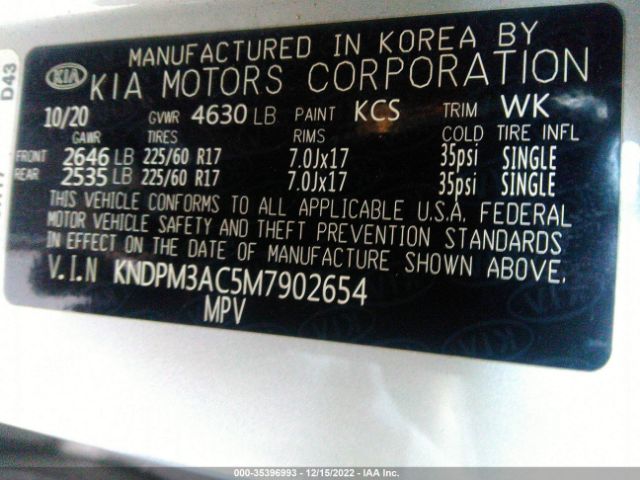 MANUFACTURED IN KOREA BY
KIA KIA MOTORS CORPORATION
10/20 GVWR 4630 LB PAINT KCS TRIM WK
GAWR TIRES RIMS COLD TIRE INFL
FRONT 2646 LB 225/60 R17 7.0Jx17 35psi SINGLE
REAR 2535 LB 225/60 R17 7.0Jx17 35psi SINGLE
THIS VEHICLE CONFORMS TO ALL APPLICABLE U.S.A. FEDERAL
MOTOR VEHICLE SAFETY AND THEFT PREVENTION STANDARDS
IN EFFECT ON THE DATE OF MANUFACTURE SHOWN ABOVE.
V.I.N KNDPM3AC5M7902654
MPV
D43
000-35396993 - 12/15/2022 - IAA Inc.